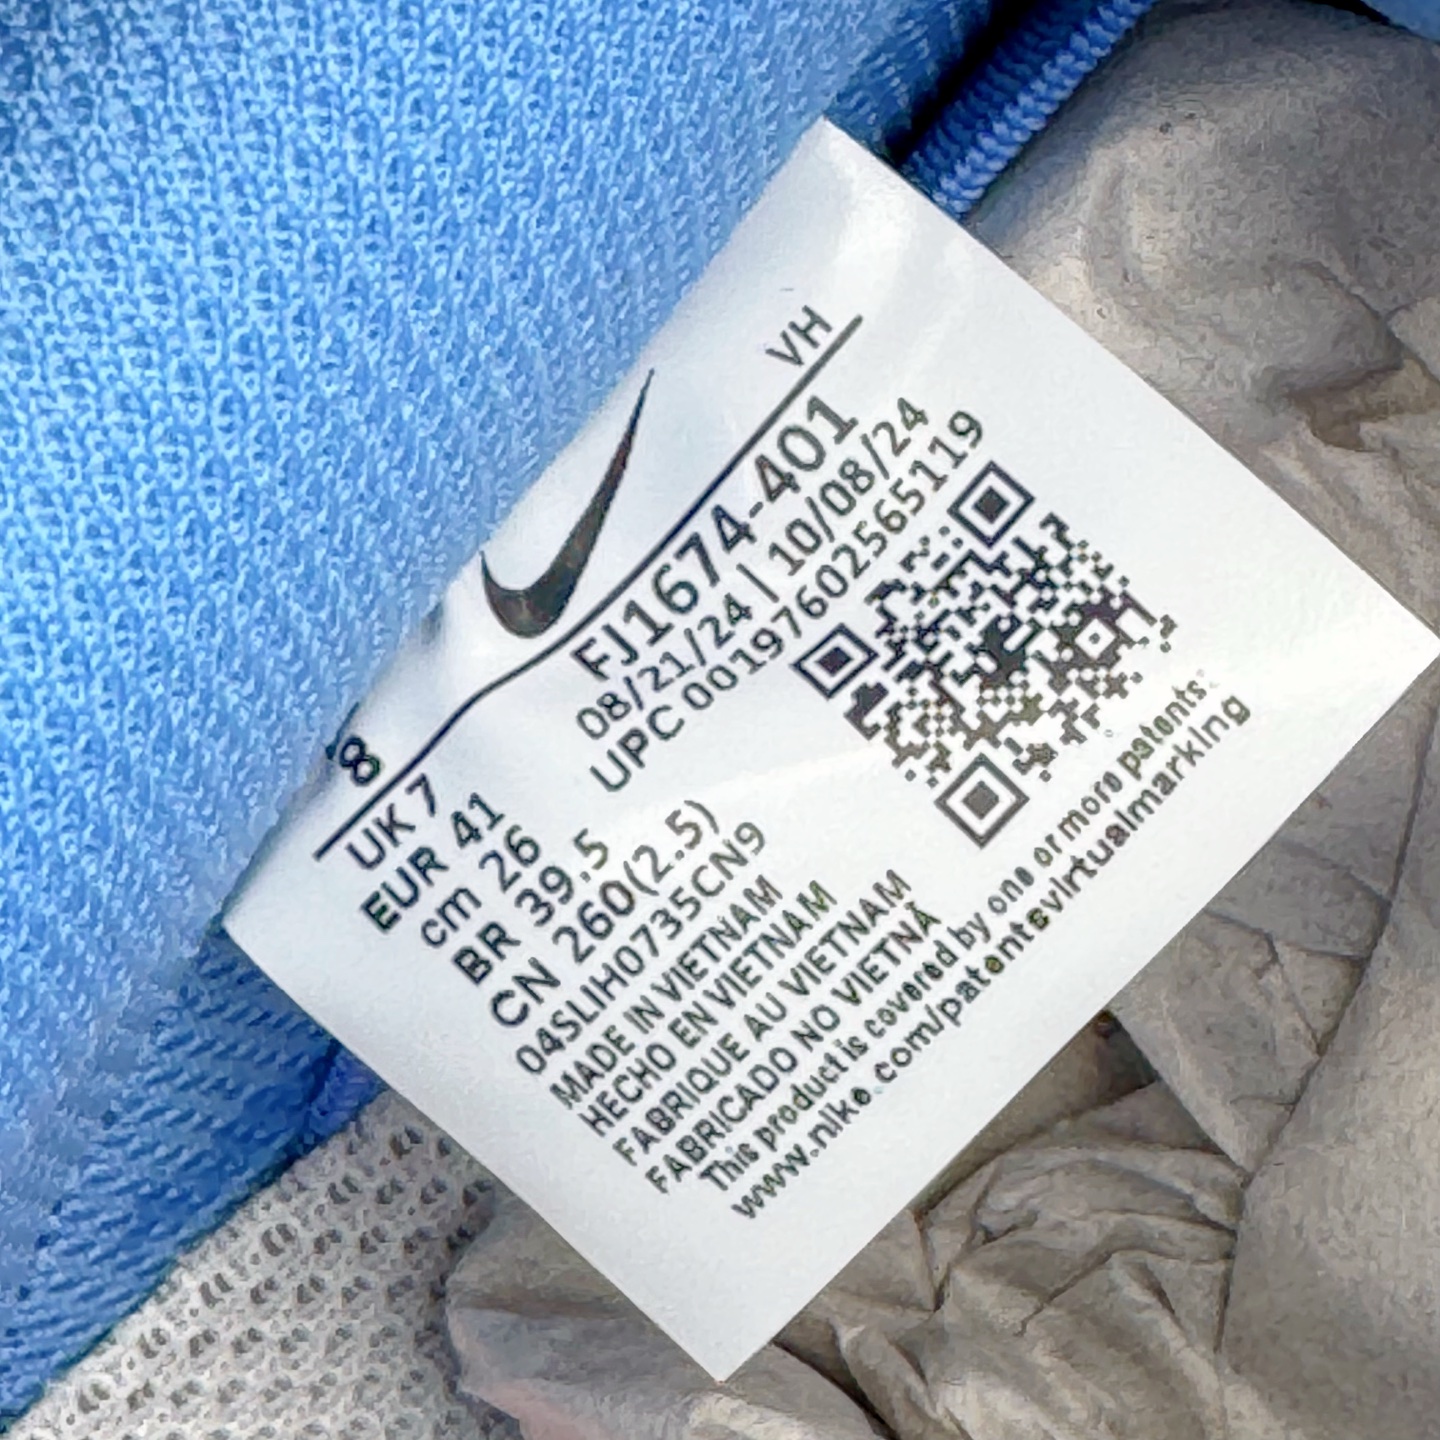 VH
8
UK 7
EUR 41
cm 26
BR 39.5
CN 260(2.5)
FJ1674-401
08/21/24 | 10/08/24
UPC 00197602565119
04SLIH0735CN9
MADE IN VIETNAM
HECHO EN VIETNAM
FABRIQUE AU VIETNAM
FABRICADO NO VIETNÃ
This product is covered by one or more patents:
www.nike.com/patentsvirtualmarking